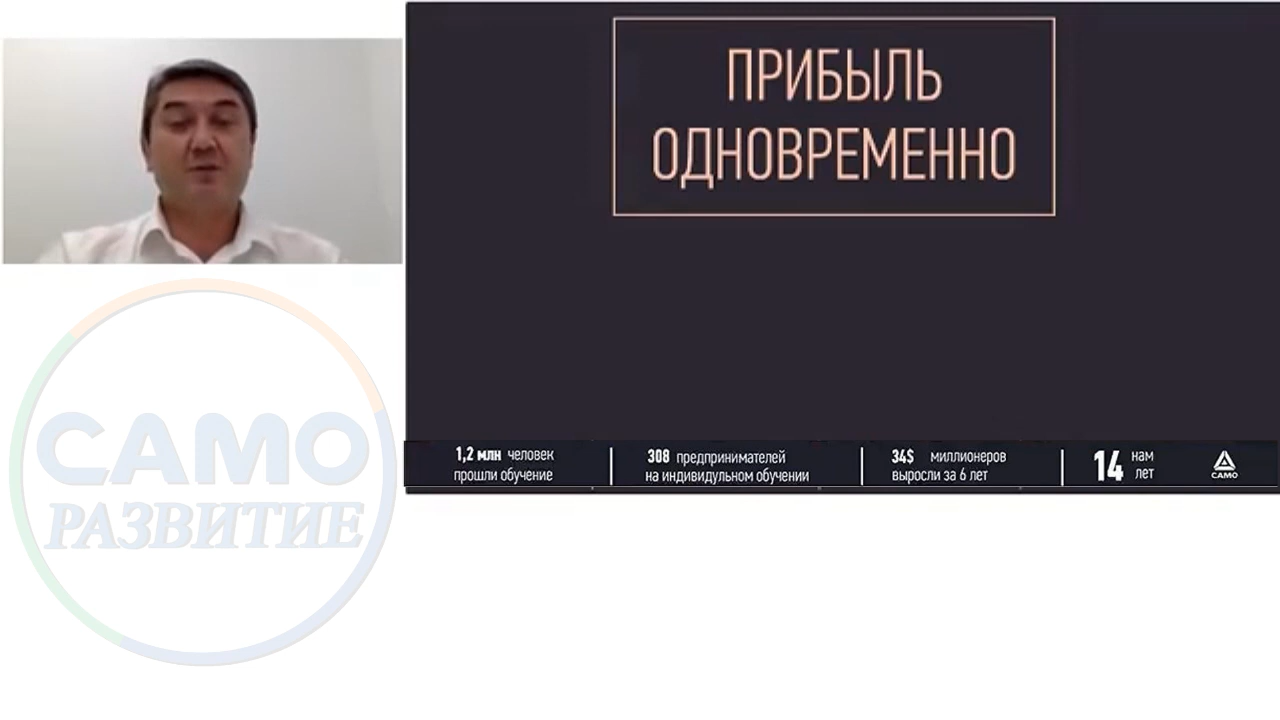 ПРИБЫЛЬ
ОДНОВРЕМЕННО
САМО
РАЗВИТИЕ
1,2 млн человек
прошли обучение
308 предпринимателей
на индивидульном обучении
34$ миллионеров
выросли за 6 лет
14 нам
лет
САМО